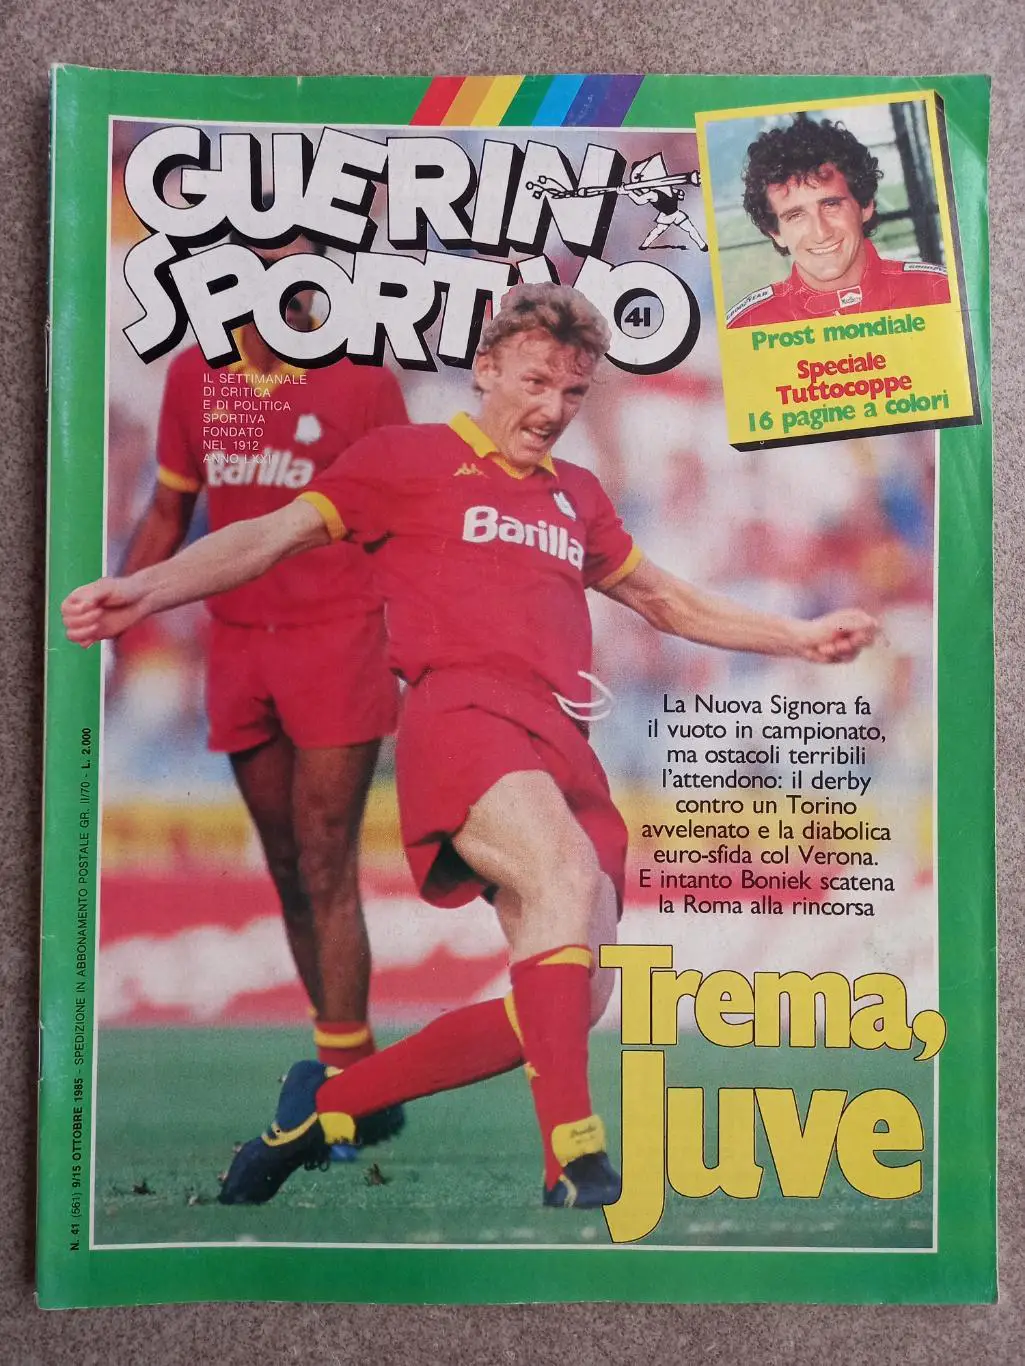 GUERIN
SPORTIVO
41
IL SETTIMANALE
DI CRITICA
E DI POLITICA
SPORTIVA
FONDATO
NEL 1912
ANNO LXXI
Barilla
Barilla
GOODYEAR
GOODYEAR
Marlboro
Prost mondiale
Speciale
Tuttocoppe
16 pagine a colori
La Nuova Signora fa
il vuoto in campionato,
ma ostacoli terribili
l'attendono: il derby
contro un Torino
avvelenato e la diabolica
euro-sfida col Verona.
E intanto Boniek scatena
la Roma alla rincorsa
Trema,
Juve
N. 41 (561) 9/15 OTTOBRE 1985 - SPEDIZIONE IN ABBONAMENTO POSTALE GR. II/70 - L. 2.000